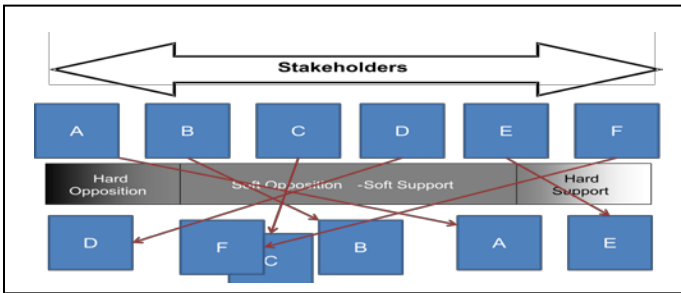 Stakeholders
A B C D E F
Hard Opposition Soft Opposition -Soft Support Hard Support
D F C B A E